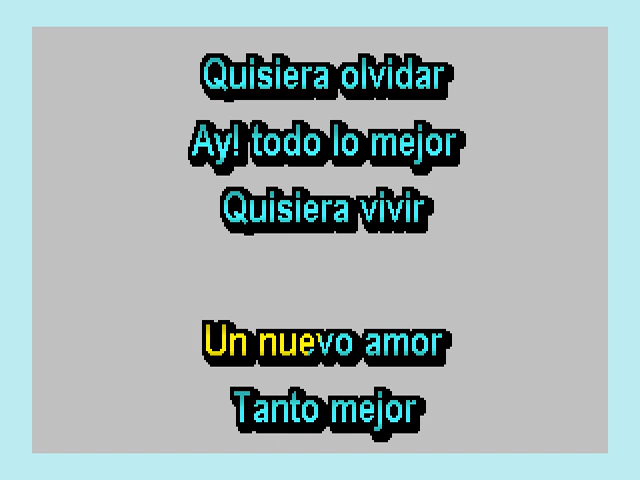 Quisiera olvidar
Ay! todo lo mejor
Quisiera vivir
Un nuevo amor
Tanto mejor